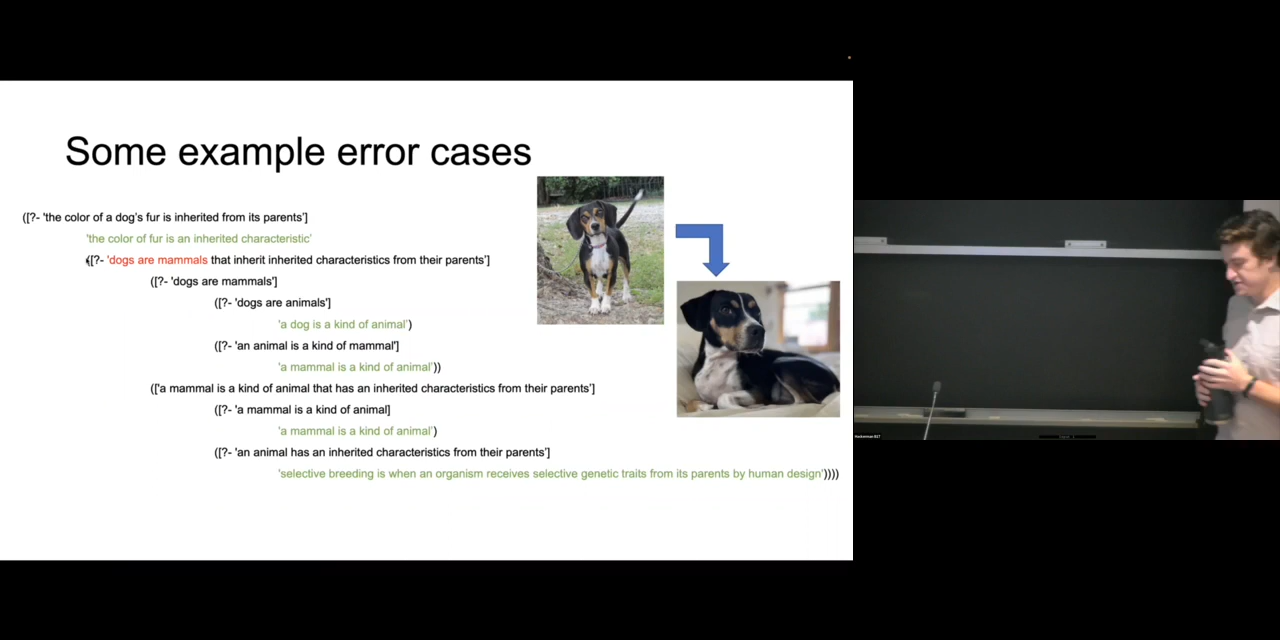 Some example error cases
([?- 'the color of a dog's fur is inherited from its parents']
'the color of fur is an inherited characteristic'
([?- 'dogs are mammals that inherit inherited characteristics from their parents']
([?- 'dogs are mammals']
([?- 'dogs are animals']
'a dog is a kind of animal')
([?- 'an animal is a kind of mammal']
'a mammal is a kind of animal'))
(['a mammal is a kind of animal that has an inherited characteristics from their parents']
([?- 'a mammal is a kind of animal]
'a mammal is a kind of animal')
([?- 'an animal has an inherited characteristics from their parents']
'selective breeding is when an organism receives selective genetic traits from its parents by human design'))))